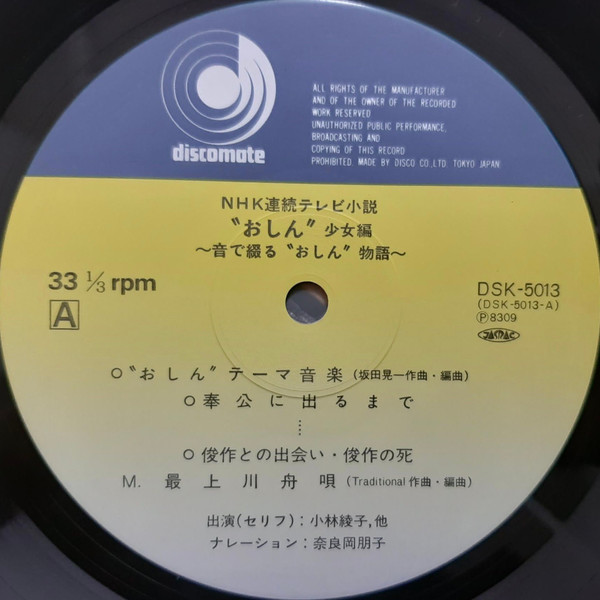 discomate
ALL RIGHTS OF THE MANUFACTURER
AND OF THE OWNER OF THE RECORDED
WORK RESERVED
UNAUTHORIZED PUBLIC PERFORMANCE,
BROADCASTING AND
COPYING OF THIS RECORD
PROHIBITED. MADE BY DISCO CO.,LTD. TOKYO JAPAN
NHK連続テレビ小説
〝おしん〟少女編
〜音で綴る〝おしん〟物語〜
33 1/3 rpm
A
DSK-5013
(DSK-5013-A)
Ⓟ8309
JASRAC
○〝おしん〟テーマ音楽(坂田晃一作曲・編曲)
○奉公に出るまで
⋮
○俊作との出会い・俊作の死
M. 最上川舟唄 (Traditional 作曲・編曲)
出演(セリフ):小林綾子,他
ナレーション:奈良岡朋子